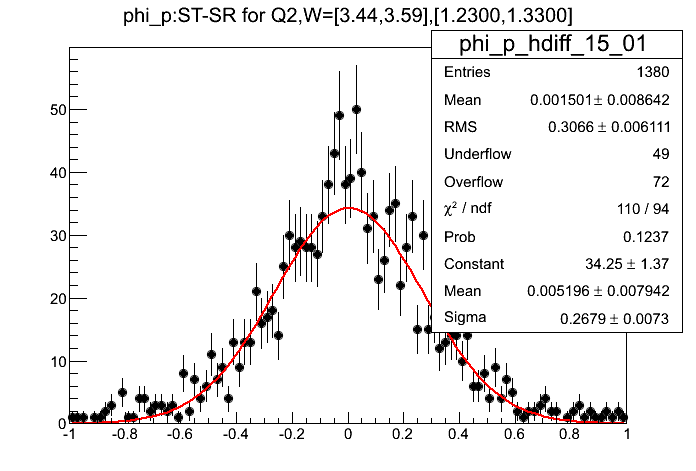 phi_p:ST-SR for Q2,W=[3.44,3.59],[1.2300,1.3300]
phi_p_hdiff_15_01
Entries 1380
Mean 0.001501 ± 0.008642
RMS 0.3066 ± 0.006111
Underflow 49
Overflow 72
χ² / ndf 110 / 94
Prob 0.1237
Constant 34.25 ± 1.37
Mean 0.005196 ± 0.007942
Sigma 0.2679 ± 0.0073
50
40
30
20
10
0
-1 -0.8 -0.6 -0.4 -0.2 0 0.2 0.4 0.6 0.8 1